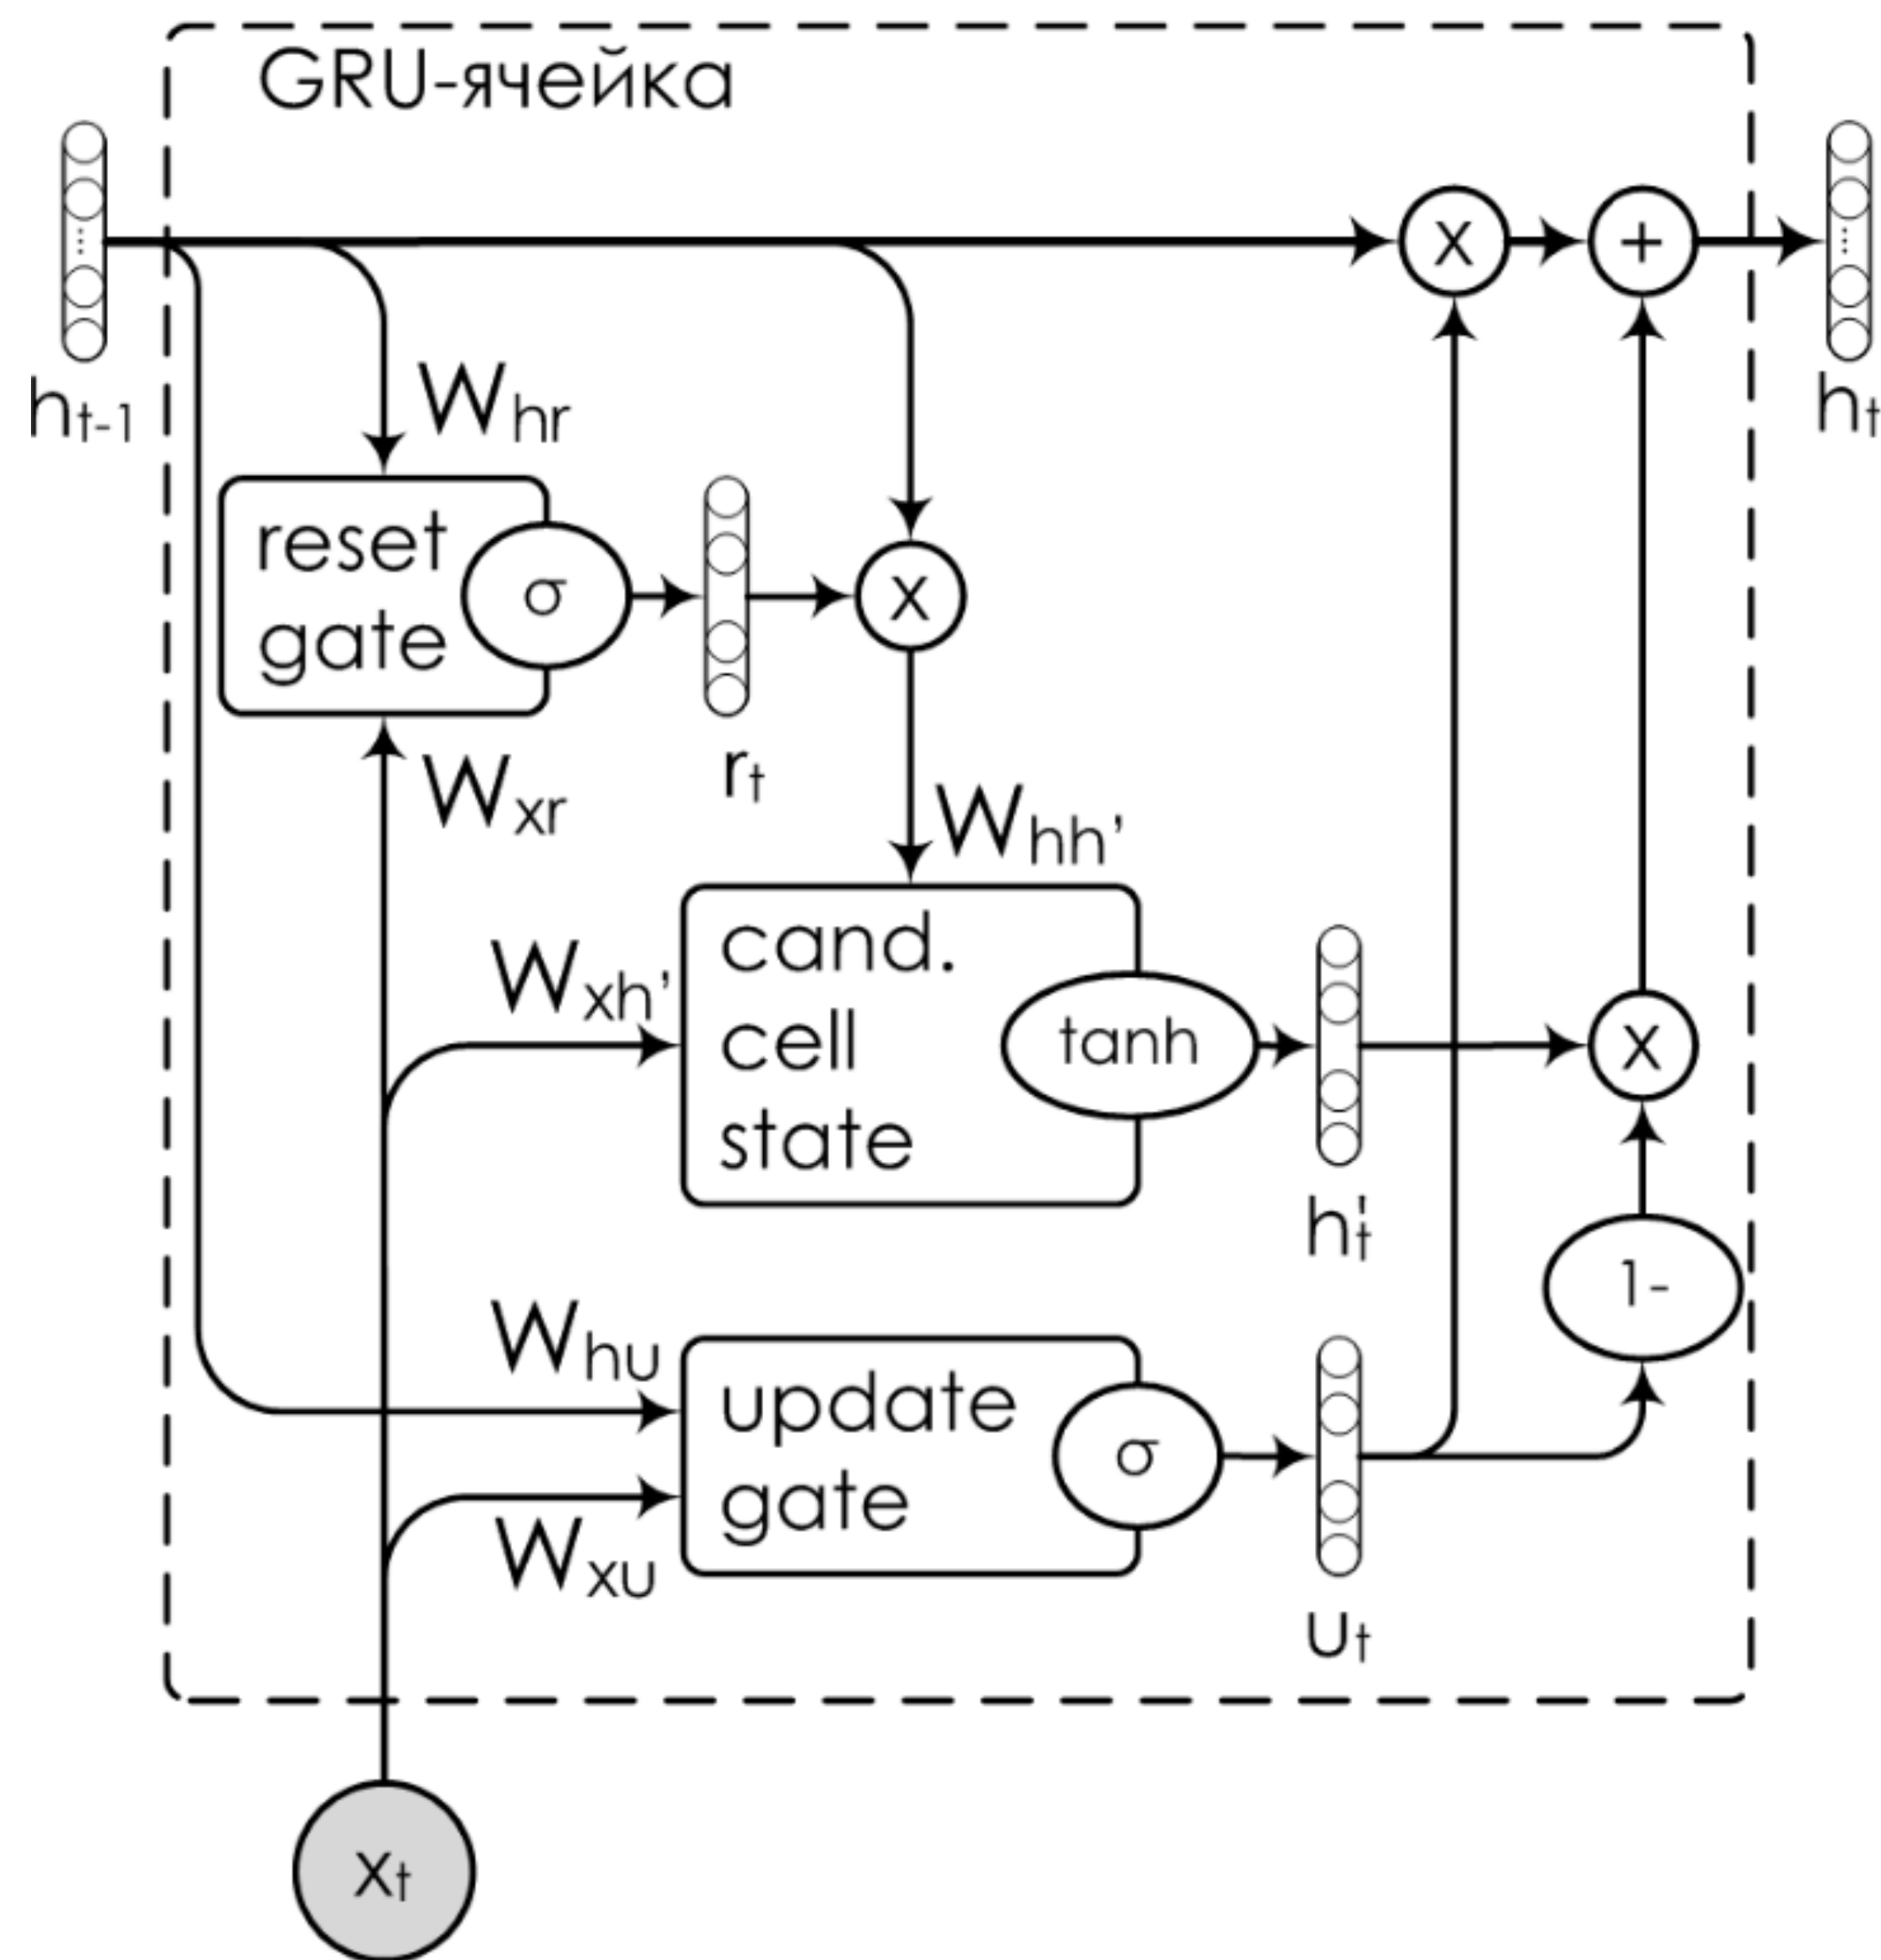 GRU-ячейка
ht-1
ht
Whr
reset
gate
σ
x
x
+
rt
Wxr
Whh'
Wxh'
cand.
cell
state
tanh
h't
x
1-
Whu
update
gate
σ
Wxu
ut
xt